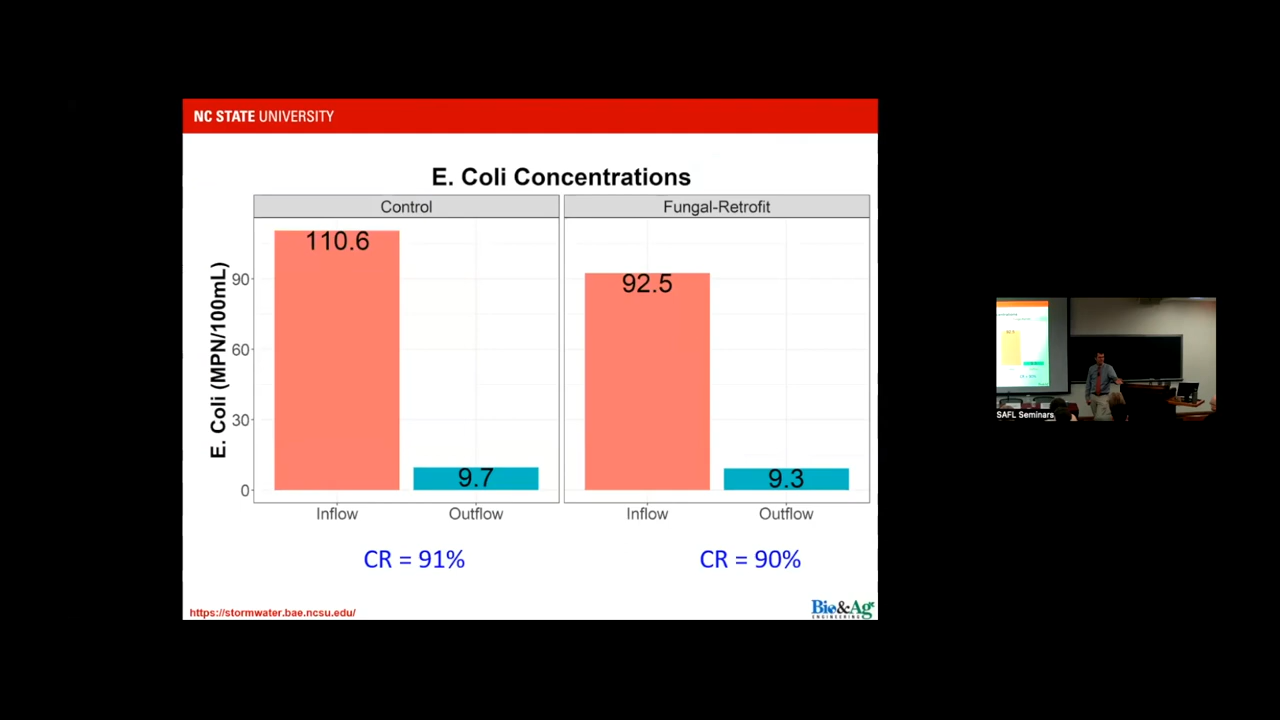 NC STATE UNIVERSITY
E. Coli Concentrations
Control
Fungal-Retrofit
E. Coli (MPN/100mL)
90
60
30
0
110.6
9.7
92.5
9.3
Inflow
Outflow
Inflow
Outflow
CR = 91%
CR = 90%
https://stormwater.bae.ncsu.edu/
Bio&Ag
ENGINEERING
SAFL Seminars